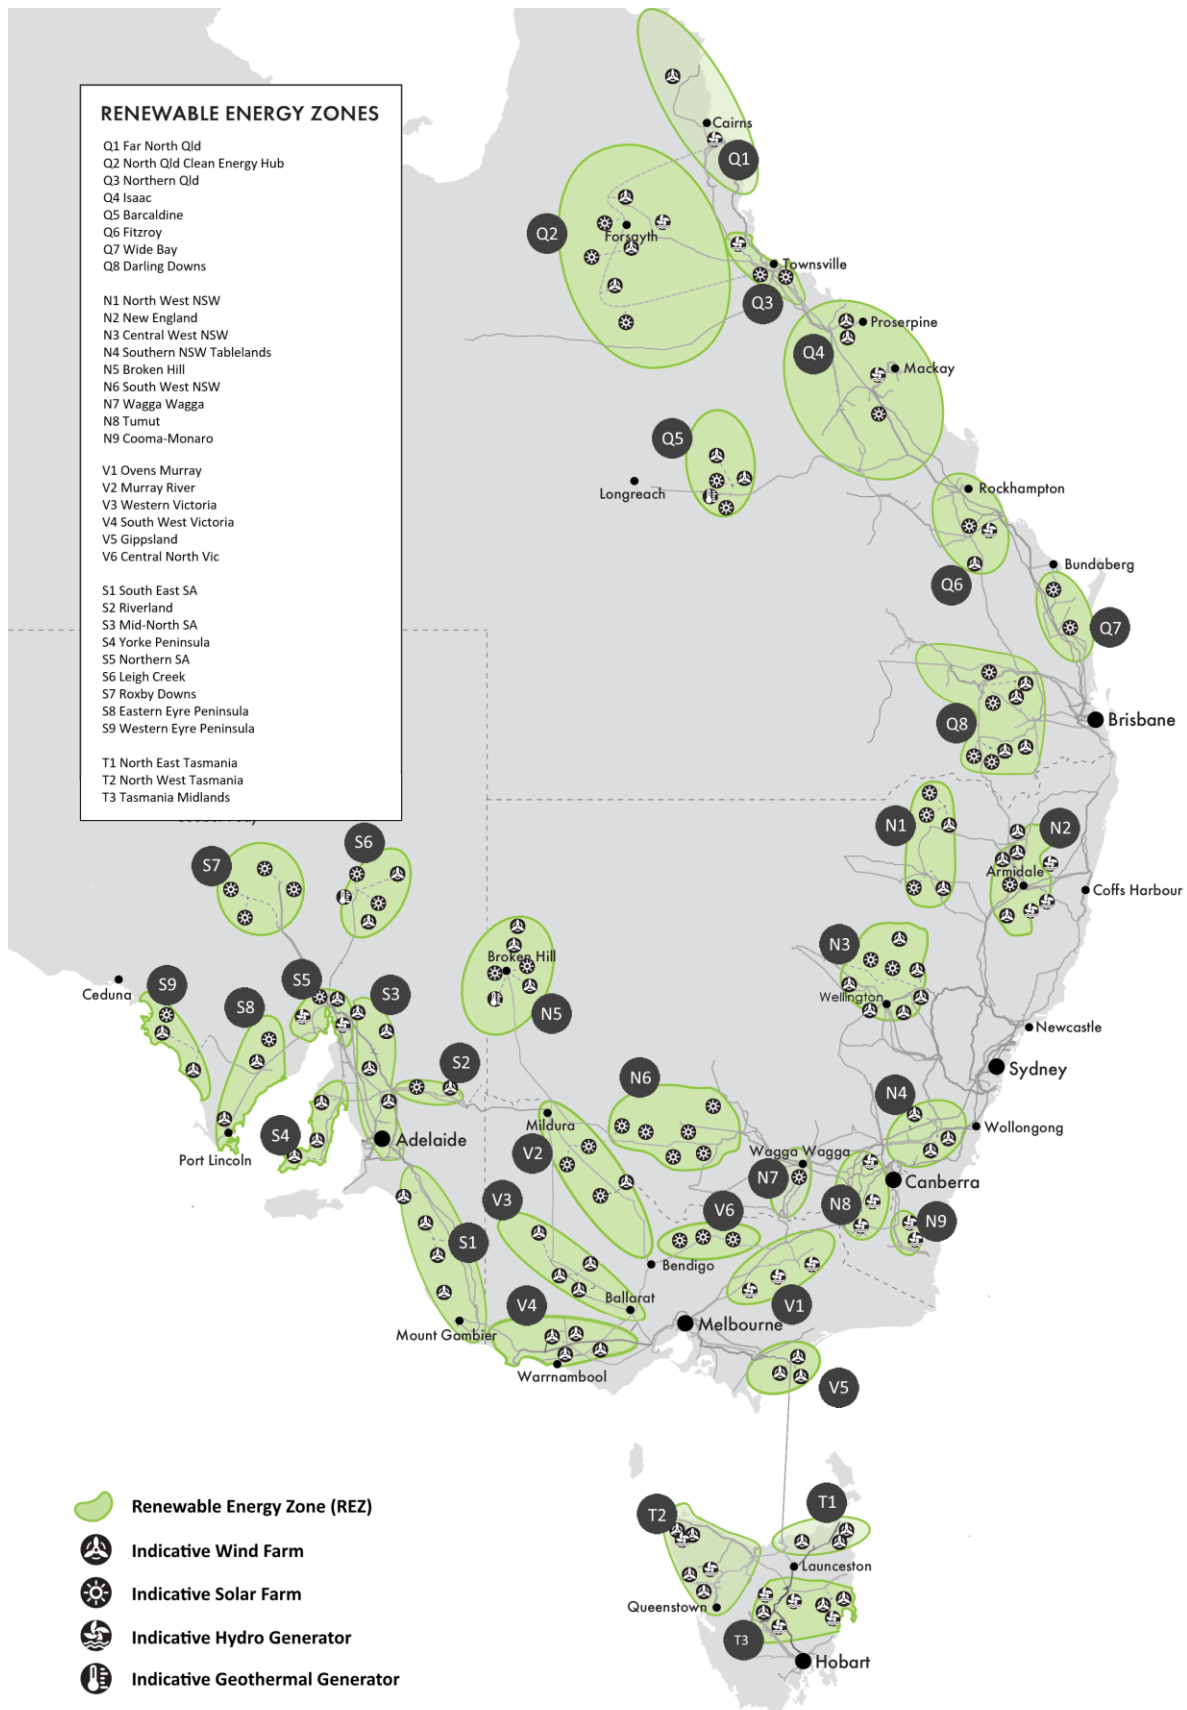 RENEWABLE ENERGY ZONES
Q1 Far North Qld
Q2 North Qld Clean Energy Hub
Q3 Northern Qld
Q4 Isaac
Q5 Barcaldine
Q6 Fitzroy
Q7 Wide Bay
Q8 Darling Downs
N1 North West NSW
N2 New England
N3 Central West NSW
N4 Southern NSW Tablelands
N5 Broken Hill
N6 South West NSW
N7 Wagga Wagga
N8 Tumut
N9 Cooma-Monaro
V1 Ovens Murray
V2 Murray River
V3 Western Victoria
V4 South West Victoria
V5 Gippsland
V6 Central North Vic
S1 South East SA
S2 Riverland
S3 Mid-North SA
S4 Yorke Peninsula
S5 Northern SA
S6 Leigh Creek
S7 Roxby Downs
S8 Eastern Eyre Peninsula
S9 Western Eyre Peninsula
T1 North East Tasmania
T2 North West Tasmania
T3 Tasmania Midlands
Cairns
Q1
Q2
Forsayth
Townsville
Q3
Proserpine
Q4
Mackay
Q5
Longreach
Rockhampton
Q6
Bundaberg
Q7
Q8
Brisbane
N1
N2
Armidale
Coffs Harbour
S6
S7
N3
Wellington
Broken Hill
N5
Ceduna
S9
S5
S3
S8
Newcastle
Sydney
S2
N6
N4
Mildura
Wollongong
S4
Adelaide
Port Lincoln
V2
Wagga Wagga
N7
Canberra
V3
V6
N8
N9
S1
Bendigo
V4
Ballarat
V1
Mount Gambier
Melbourne
Warrnambool
V5
T1
T2
Launceston
Queenstown
T3
Hobart
Renewable Energy Zone (REZ)
Indicative Wind Farm
Indicative Solar Farm
Indicative Hydro Generator
Indicative Geothermal Generator